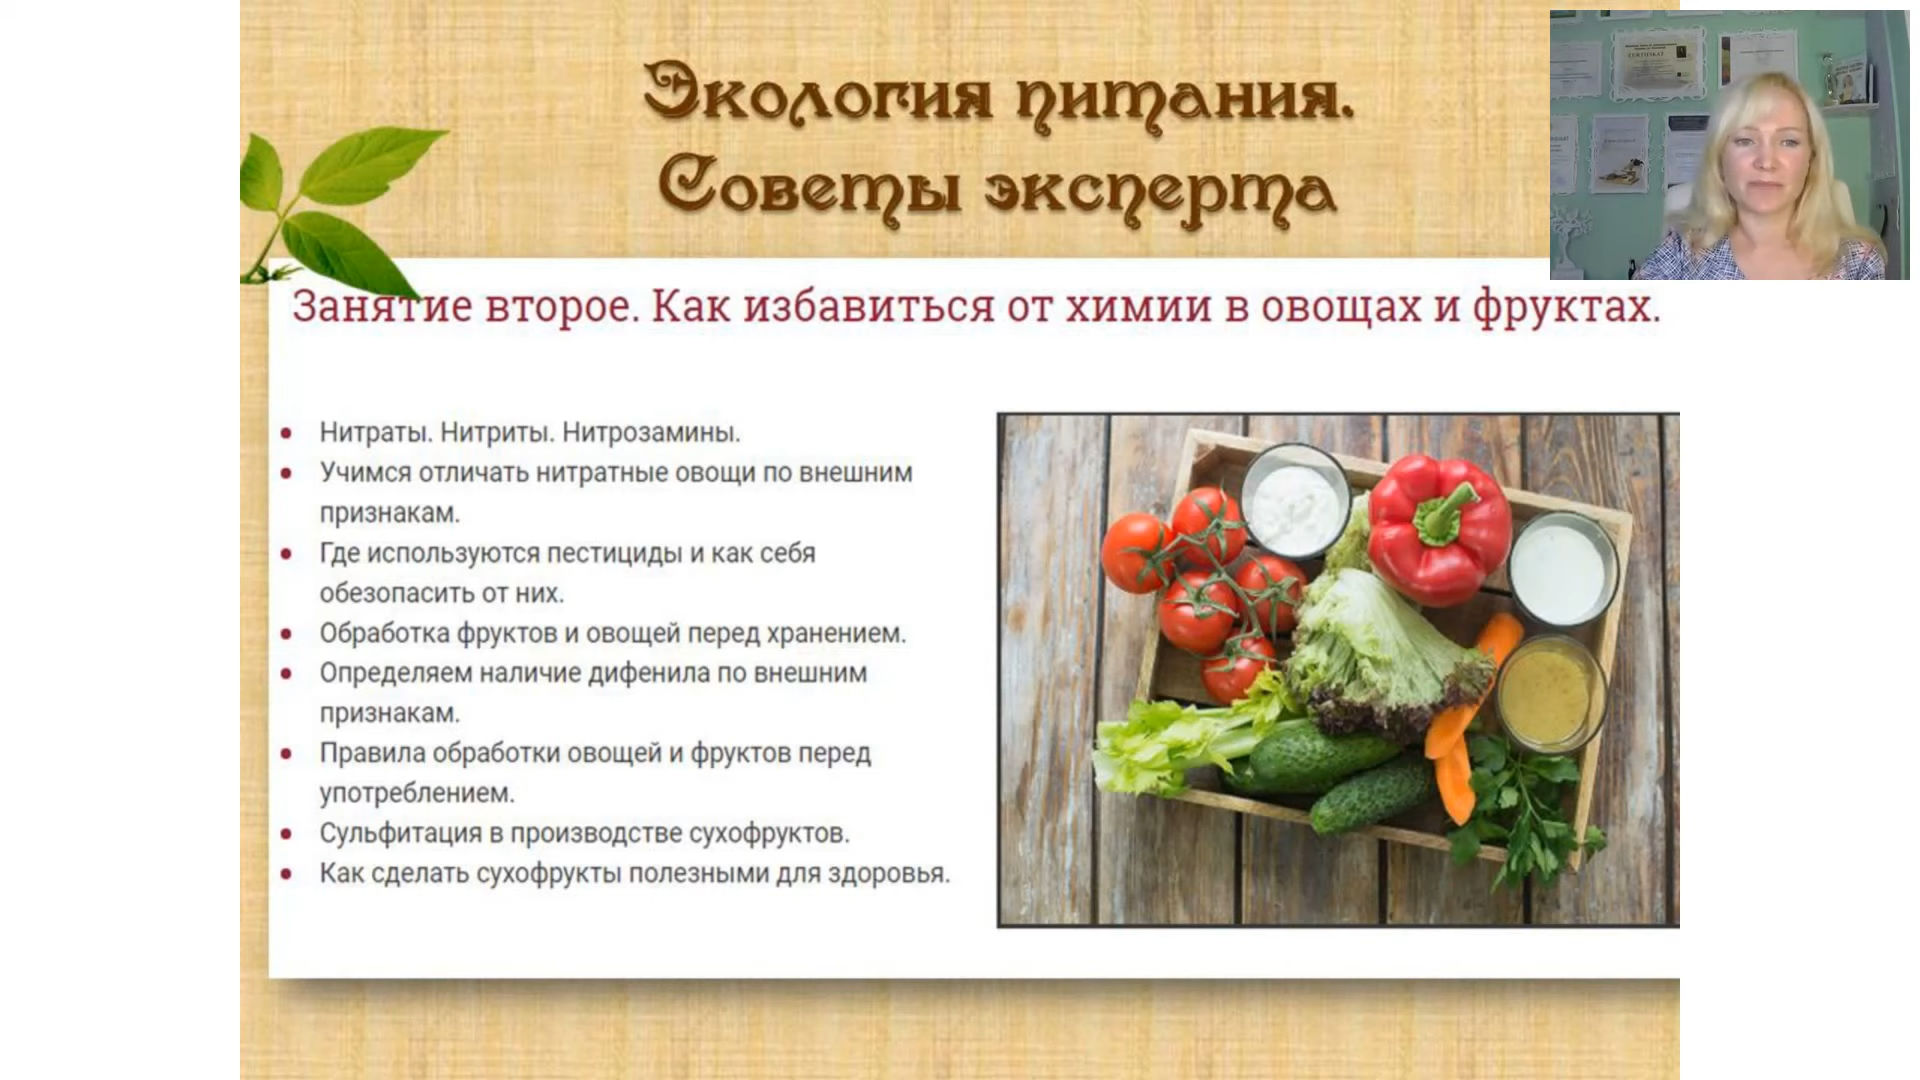 Экология питания.
Советы эксперта
СЕРТИФИКАТ
Занятие второе. Как избавиться от химии в овощах и фруктах.
• Нитраты. Нитриты. Нитрозамины.
• Учимся отличать нитратные овощи по внешним
признакам.
• Где используются пестициды и как себя
обезопасить от них.
• Обработка фруктов и овощей перед хранением.
• Определяем наличие дифенила по внешним
признакам.
• Правила обработки овощей и фруктов перед
употреблением.
• Сульфитация в производстве сухофруктов.
• Как сделать сухофрукты полезными для здоровья.